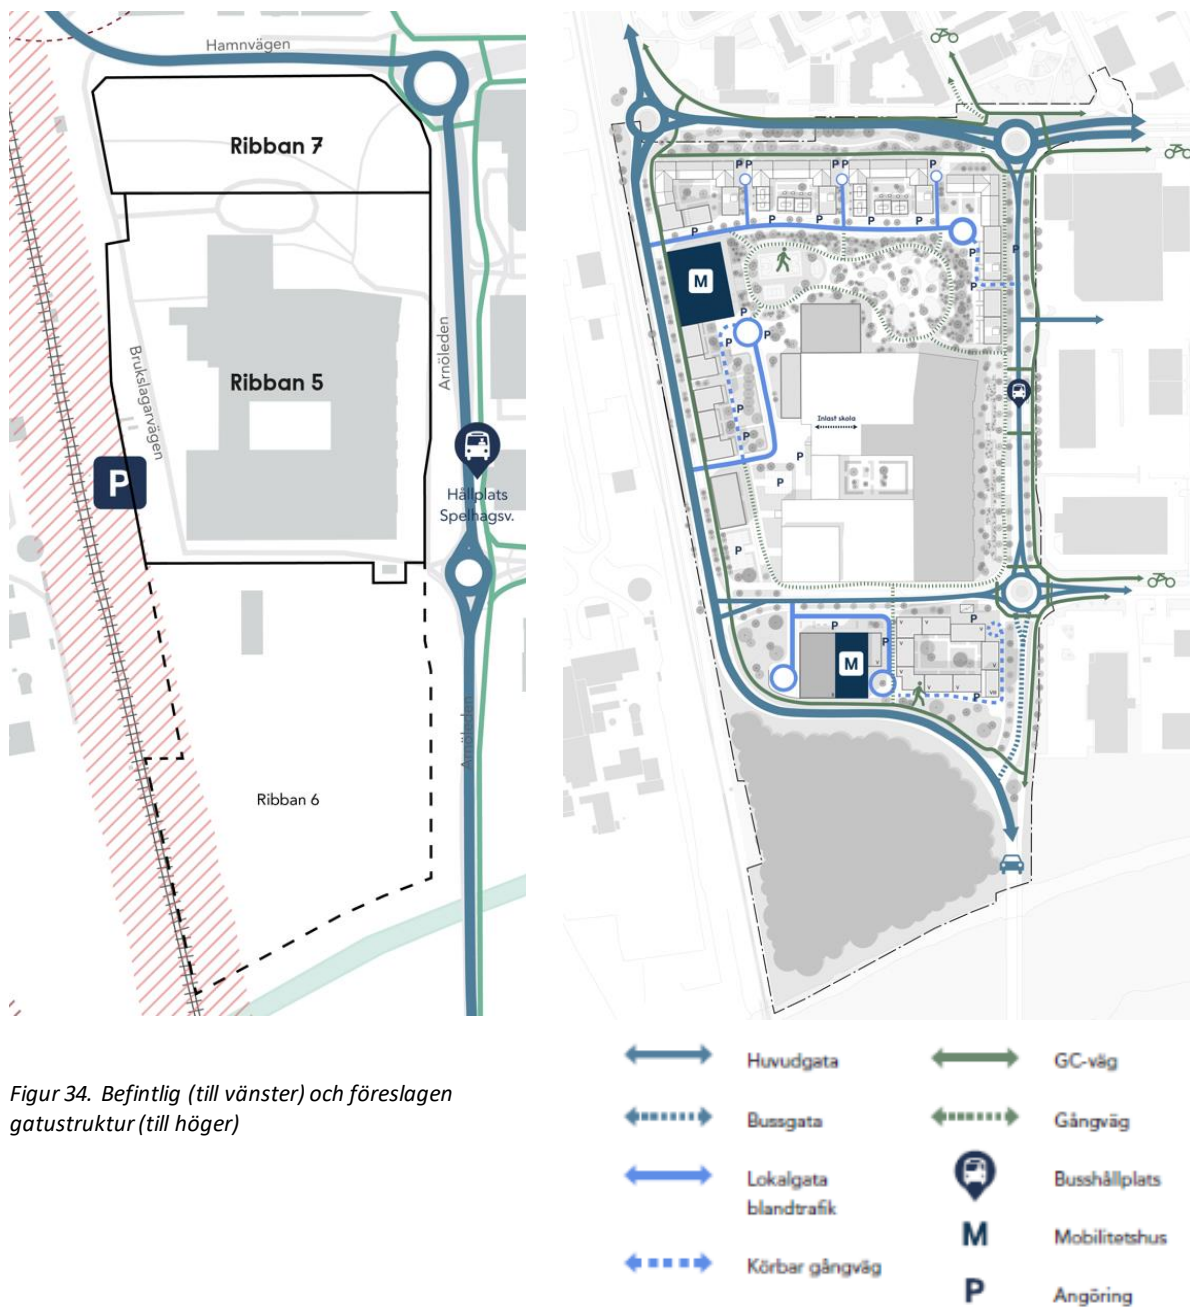 Hamnvägen
Ribban 7
Ribban 5
Brukslagarvägen
Arnöleden
P
Hållplats
Spelhagsv.
Arnöleden
Ribban 6
P P
P P
P
P
P
P
P
P
P
M
P
P
P
P
P
P
Inlast skola
P
P
P
P
P
P
M
P
Figur 34. Befintlig (till vänster) och föreslagen
gatustruktur (till höger)
Huvudgata
Bussgata
Lokalgata
blandtrafik
Körbar gångväg
GC-väg
Gångväg
Busshållplats
M Mobilitetshus
P Angöring